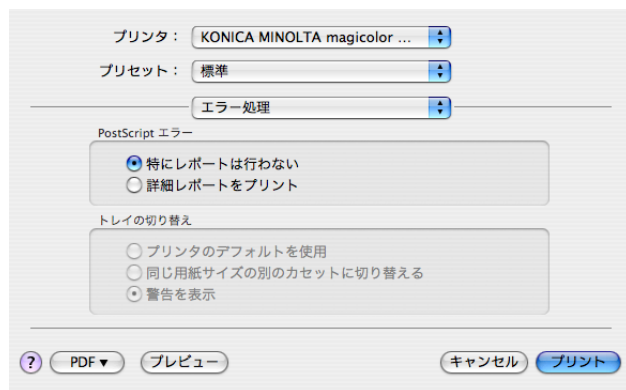 プリンタ： KONICA MINOLTA magicolor ...
プリセット： 標準
エラー処理
PostScript エラー
特にレポートは行わない
詳細レポートをプリント
トレイの切り替え
プリンタのデフォルトを使用
同じ用紙サイズの別のカセットに切り替える
警告を表示
? PDF▼ プレビュー キャンセル プリント